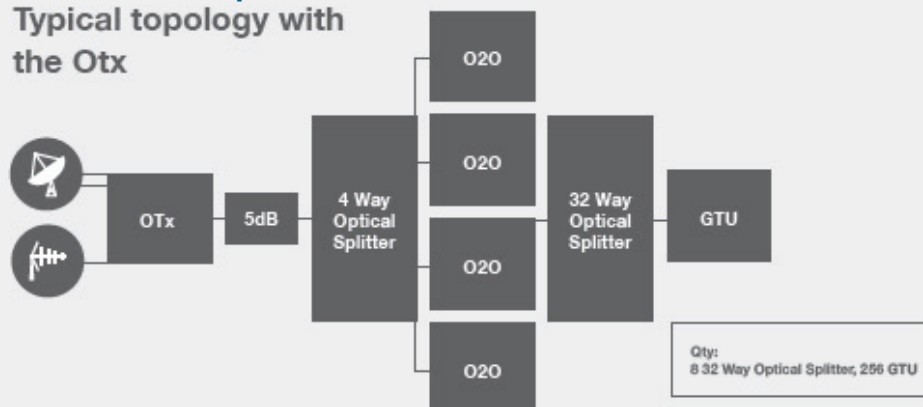 Typical topology with
the Otx
O2O
O2O
O2O
O2O
OTx
5dB
4 Way
Optical
Splitter
32 Way
Optical
Splitter
GTU
Qty:
8 32 Way Optical Splitter, 256 GTU